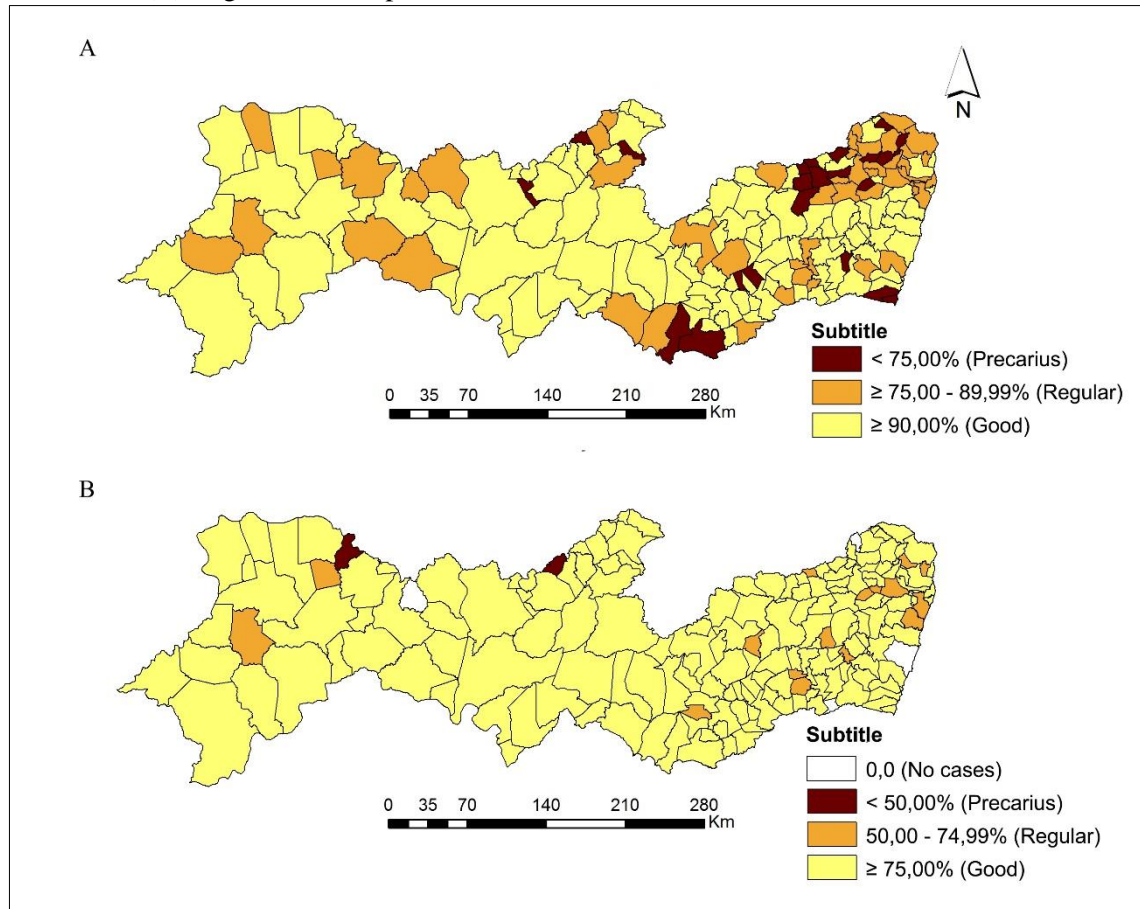 A
N
Subtitle
< 75,00% (Precarius)
≥ 75,00 - 89,99% (Regular)
≥ 90,00% (Good)
0 35 70 140 210 280
Km
B
Subtitle
0,0 (No cases)
< 50,00% (Precarius)
50,00 - 74,99% (Regular)
≥ 75,00% (Good)
0 35 70 140 210 280
Km